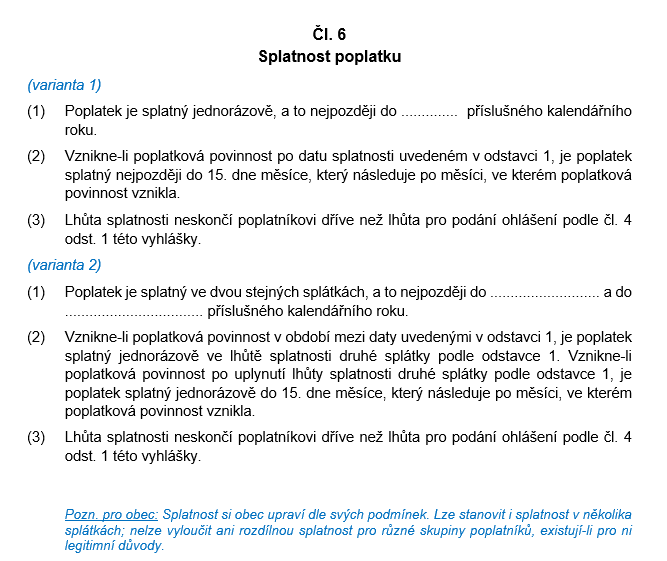 Čl. 6
Splatnost poplatku
(varianta 1)
(1) Poplatek je splatný jednorázově, a to nejpozději do .............. příslušného kalendářního
roku.
(2) Vznikne-li poplatková povinnost po datu splatnosti uvedeném v odstavci 1, je poplatek
splatný nejpozději do 15. dne měsíce, který následuje po měsíci, ve kterém poplatková
povinnost vznikla.
(3) Lhůta splatnosti neskončí poplatníkovi dříve než lhůta pro podání ohlášení podle čl. 4
odst. 1 této vyhlášky.
(varianta 2)
(1) Poplatek je splatný ve dvou stejných splátkách, a to nejpozději do ........................... a do
.................................. příslušného kalendářního roku.
(2) Vznikne-li poplatková povinnost v období mezi daty uvedenými v odstavci 1, je poplatek
splatný jednorázově ve lhůtě splatnosti druhé splátky podle odstavce 1. Vznikne-li
poplatková povinnost po uplynutí lhůty splatnosti druhé splátky podle odstavce 1, je
poplatek splatný jednorázově do 15. dne měsíce, který následuje po měsíci, ve kterém
poplatková povinnost vznikla.
(3) Lhůta splatnosti neskončí poplatníkovi dříve než lhůta pro podání ohlášení podle čl. 4
odst. 1 této vyhlášky.
Pozn. pro obec: Splatnost si obec upraví dle svých podmínek. Lze stanovit i splatnost v několika
splátkách; nelze vyloučit ani rozdílnou splatnost pro různé skupiny poplatníků, existují-li pro ni
legitimní důvody.